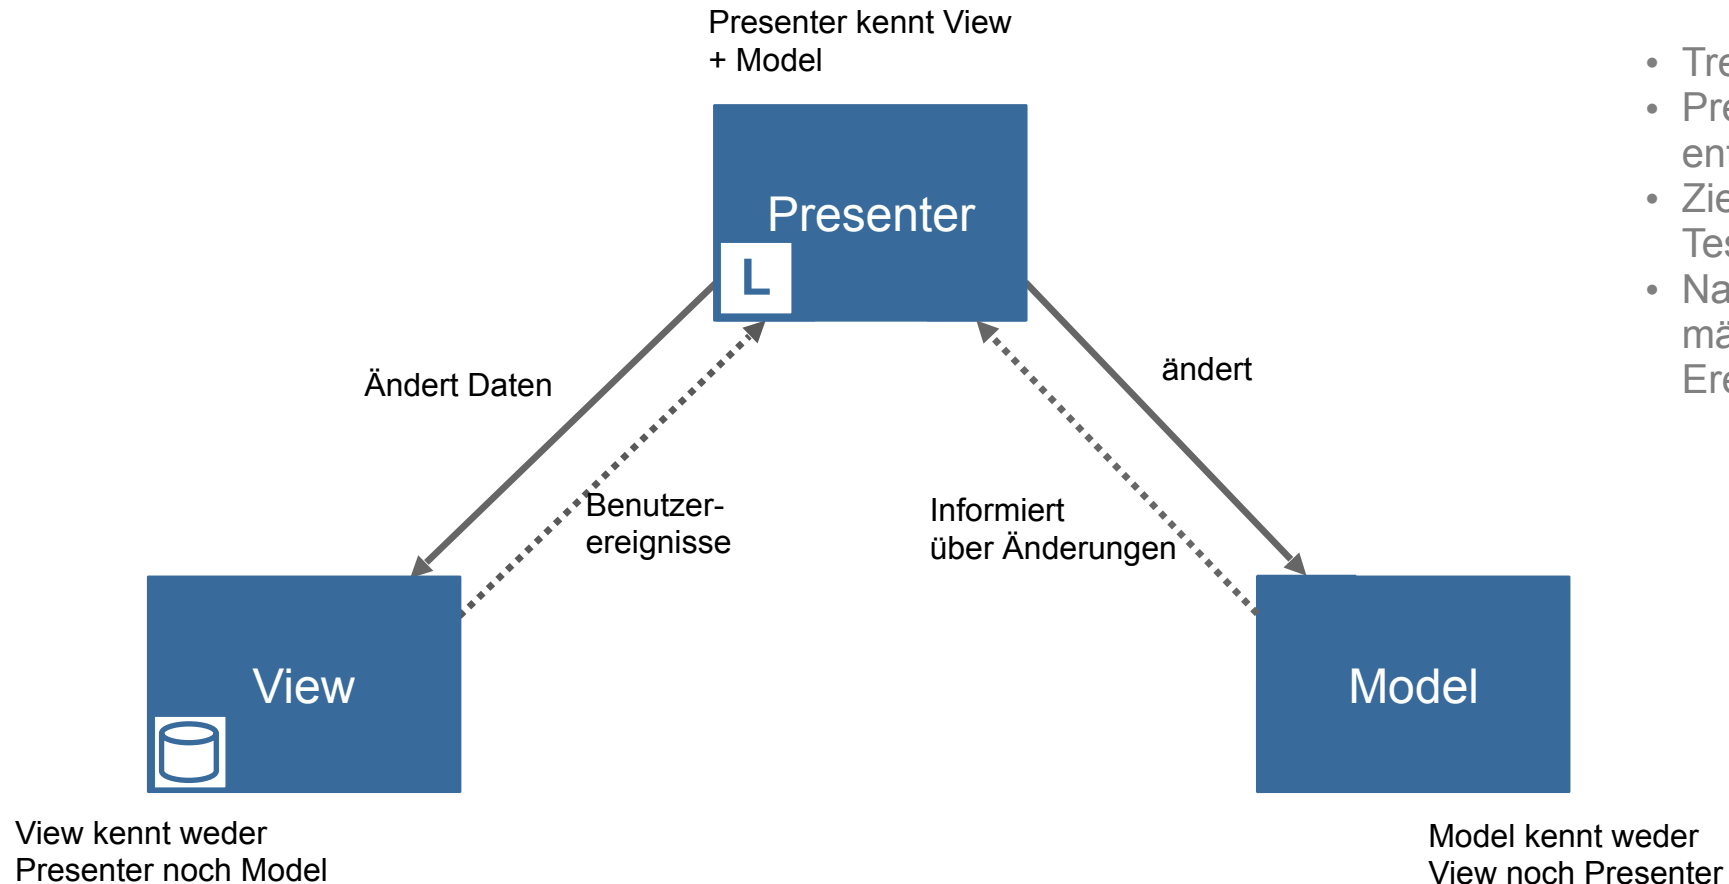 Presenter kennt View
+ Model
Presenter
L
Ändert Daten
ändert
Benutzer-
ereignisse
Informiert
über Änderungen
View
Model
View kennt weder
Presenter noch Model
Model kennt weder
View noch Presenter